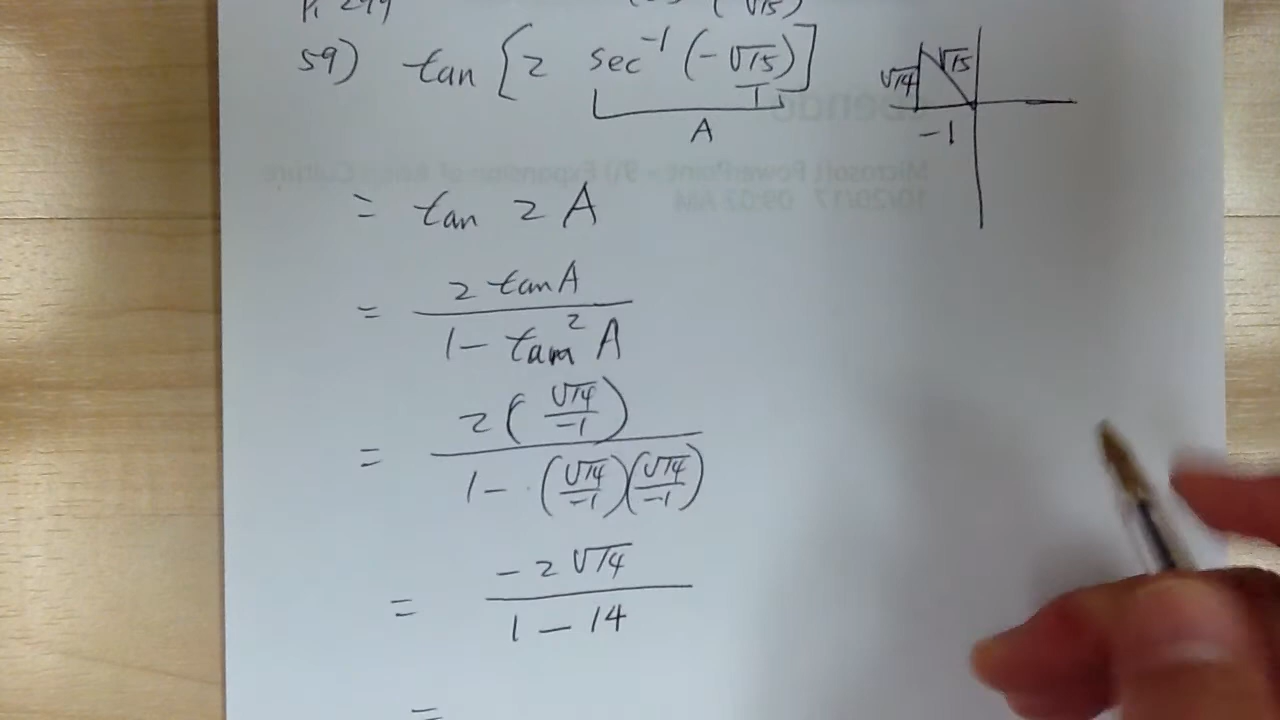 59) tan [2 sec⁻¹ (-√15/1)]
A
√14 √15
-1
= tan 2A
= 2 tan A / 1 - tan² A
= 2(√14/-1) / 1 - (√14/-1)(√14/-1)
= -2√14 / 1 - 14
=